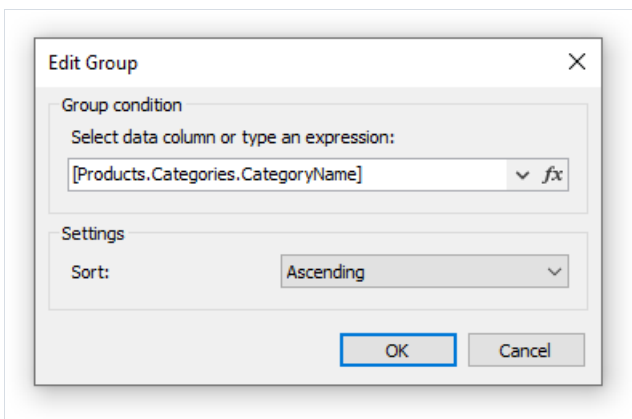 Edit Group
Group condition
Select data column or type an expression:
[Products.Categories.CategoryName] fx
Settings
Sort: Ascending
OK Cancel